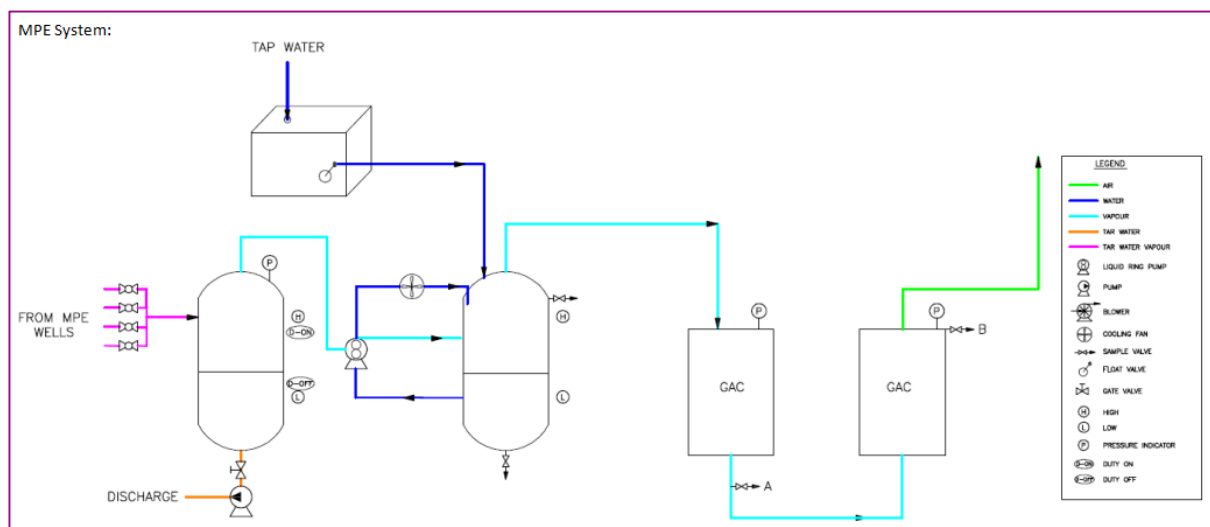 MPE System:
TAP WATER
FROM MPE
WELLS
P
H
D-ON
D-OFF
L
DISCHARGE
H
L
P
GAC
A
P
B
GAC
LEGEND
AIR
WATER
VAPOUR
TAR WATER
TAR WATER VAPOUR
LIQUID RING PUMP
PUMP
BLOWER
COOLING FAN
SAMPLE VALVE
FLOAT VALVE
GATE VALVE
H HIGH
L LOW
P PRESSURE INDICATOR
D-ON DUTY ON
D-OFF DUTY OFF